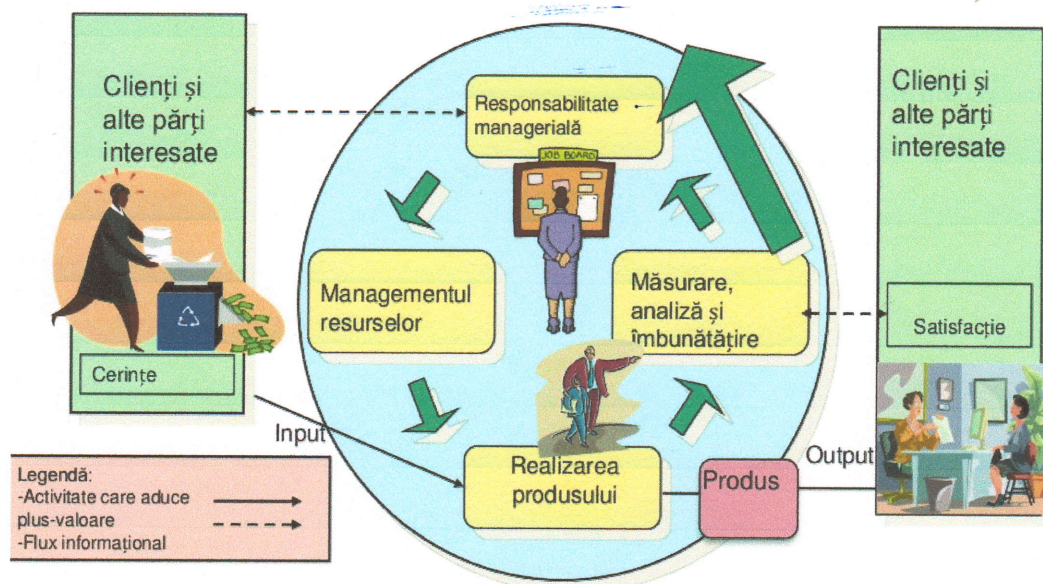 Clienți și
alte părți
interesate
Cerințe
Responsabilitate
managerială
JOB BOARD
Managementul
resurselor
Măsurare,
analiză și
îmbunătățire
Realizarea
produsului
Input
Produs
Output
Clienți și
alte părți
interesate
Satisfacție
Legendă:
-Activitate care aduce
plus-valoare
-Flux informațional